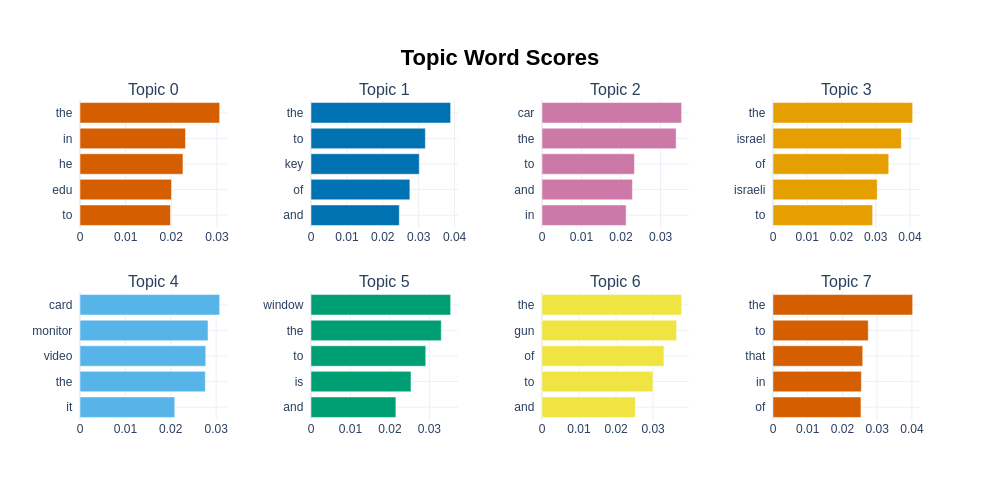 Topic Word Scores
Topic 0
the
in
he
edu
to
0 0.01 0.02 0.03
Topic 1
the
to
key
of
and
0 0.01 0.02 0.03 0.04
Topic 2
car
the
to
and
in
0 0.01 0.02 0.03
Topic 3
the
israel
of
israeli
to
0 0.01 0.02 0.03 0.04
Topic 4
card
monitor
video
the
it
0 0.01 0.02 0.03
Topic 5
window
the
to
is
and
0 0.01 0.02 0.03
Topic 6
the
gun
of
to
and
0 0.01 0.02 0.03
Topic 7
the
to
that
in
of
0 0.01 0.02 0.03 0.04